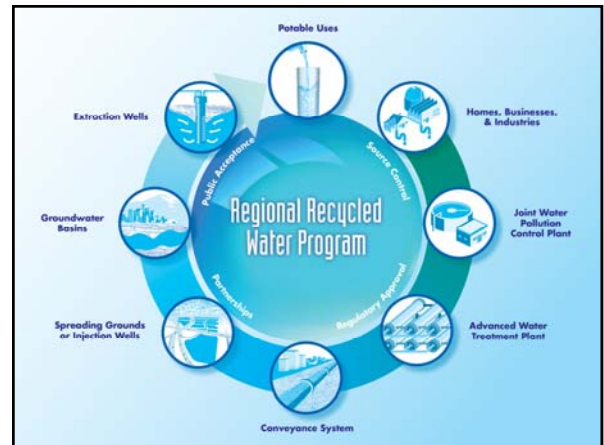 Potable Uses
Homes, Businesses,
& Industries
Joint Water
Pollution
Control Plant
Advanced Water
Treatment Plant
Conveyance System
Spreading Grounds
or Injection Wells
Groundwater
Basins
Extraction Wells
Public Acceptance
Source Control
Regional Recycled
Water Program
Partnerships
Regulatory Approval